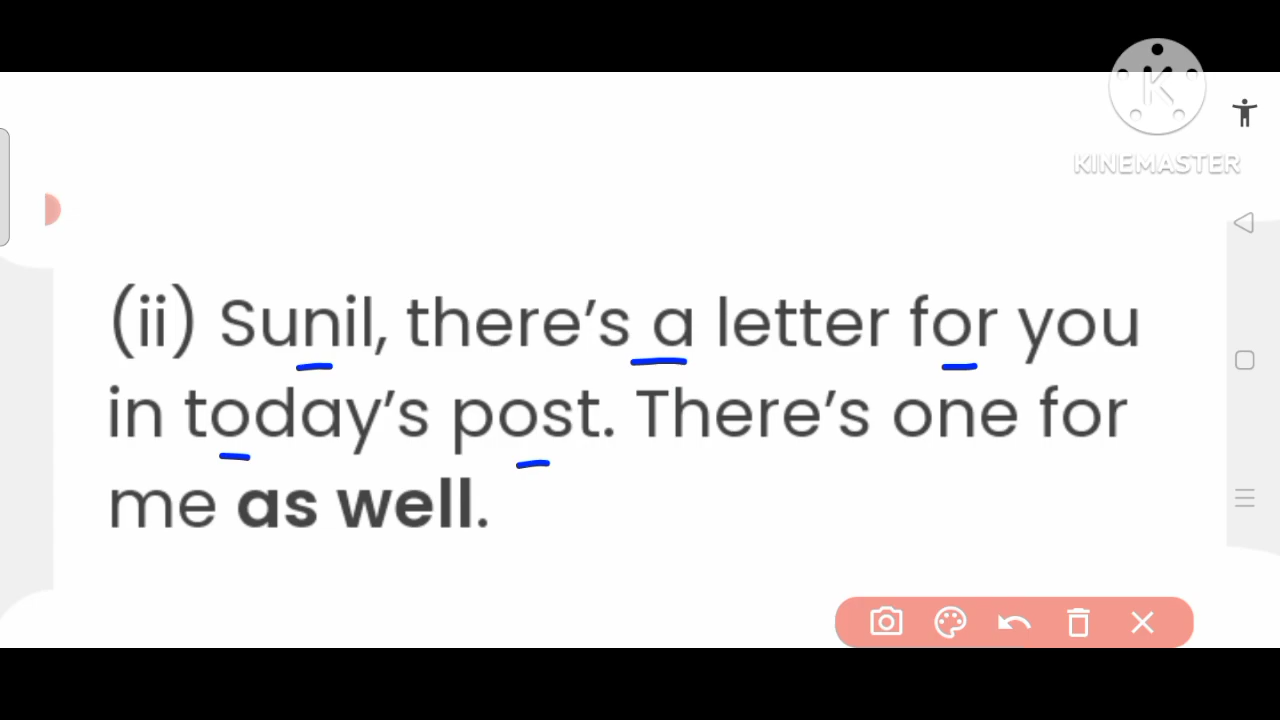 KINEMASTER
(ii) Sunil, there’s a letter for you
in today’s post. There’s one for
me as well.